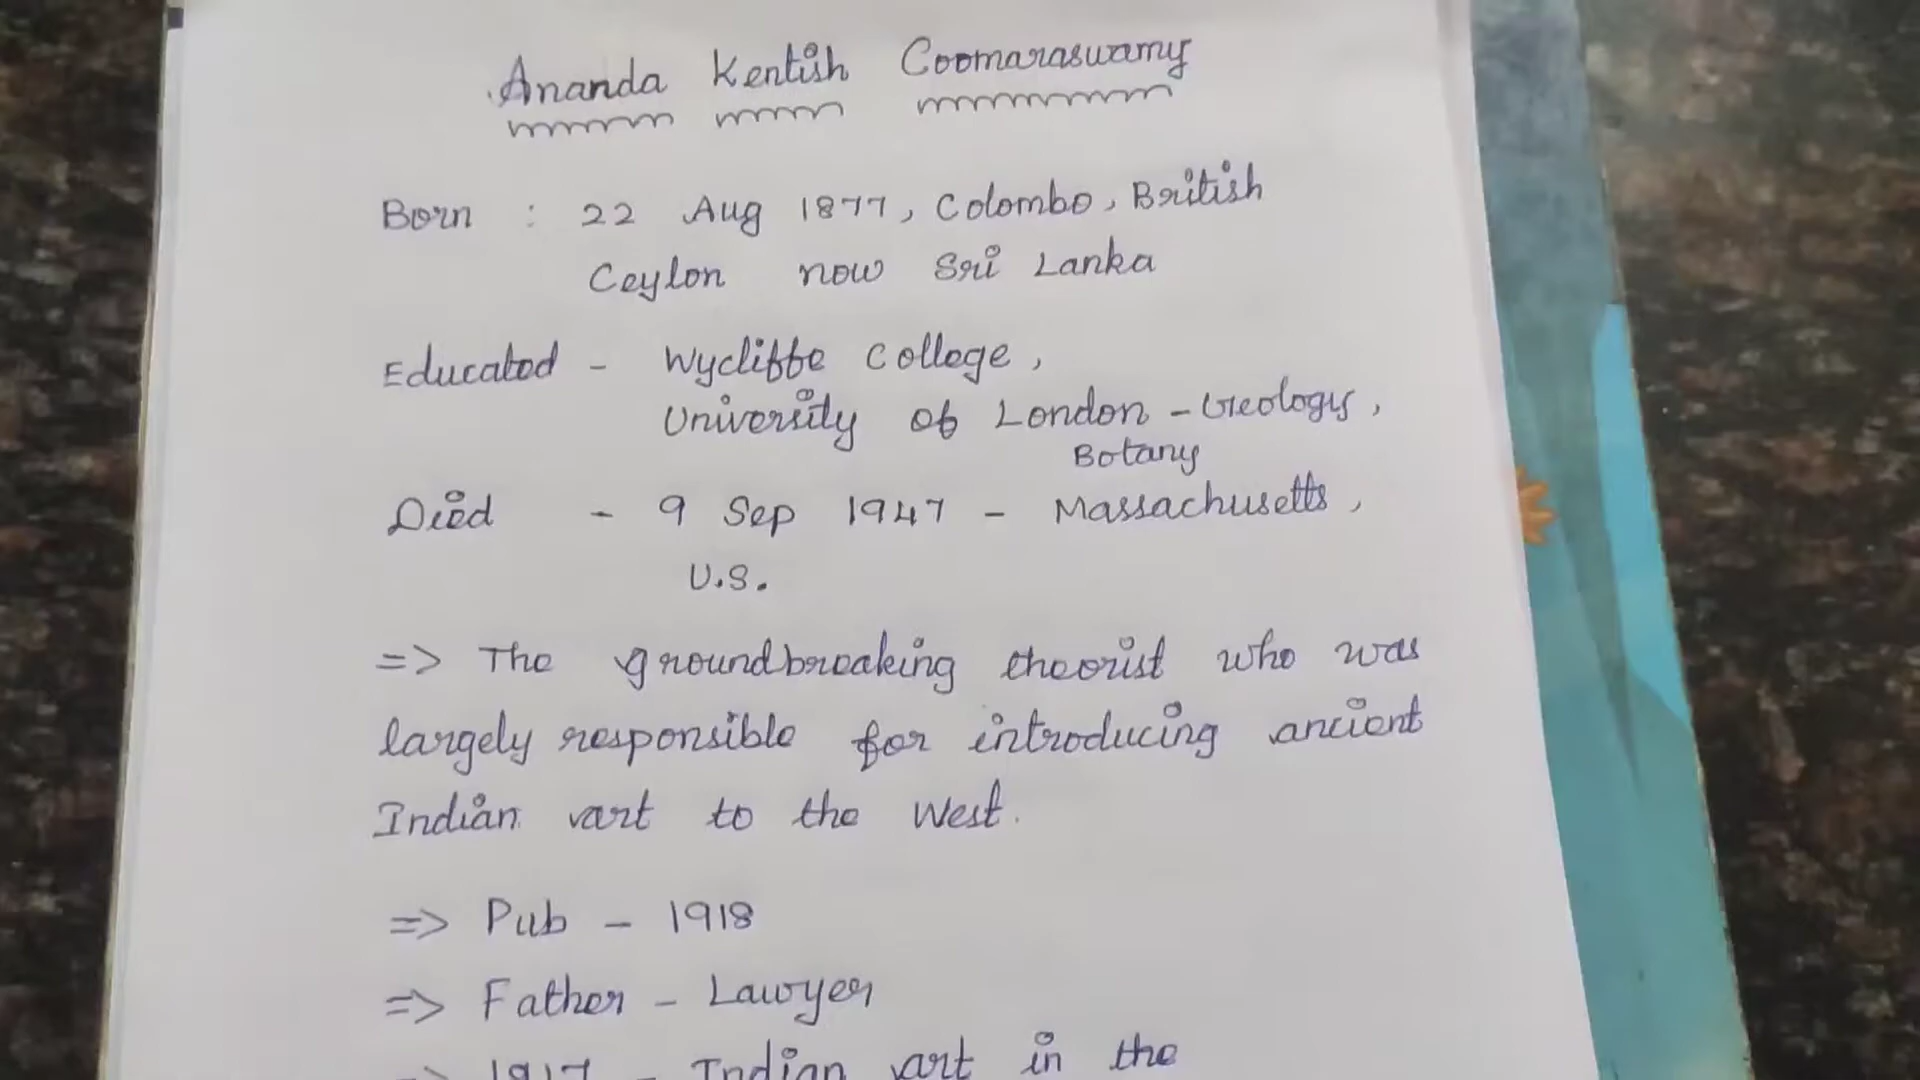 Ananda Kentish Coomaraswamy
Born : 22 Aug 1877, Colombo, British
Ceylon now Sri Lanka
Educated - Wycliffe College,
University of London - Geology,
Botany
Died - 9 Sep 1947 - Massachusetts,
U.S.
=> The groundbreaking theorist who was
largely responsible for introducing ancient
Indian art to the West.
=> Pub - 1918
=> Father - Lawyer
=> 1917 - Indian art in the